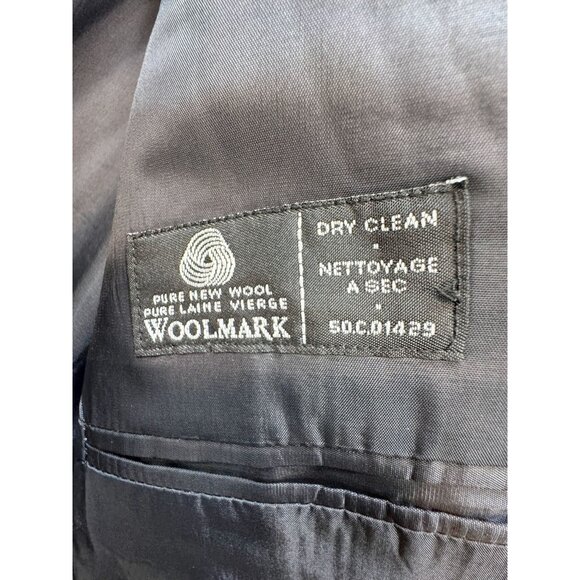 PURE NEW WOOL
PURE LAINE VIERGE
WOOLMARK
DRY CLEAN
NETTOYAGE
A SEC
50.C.01429